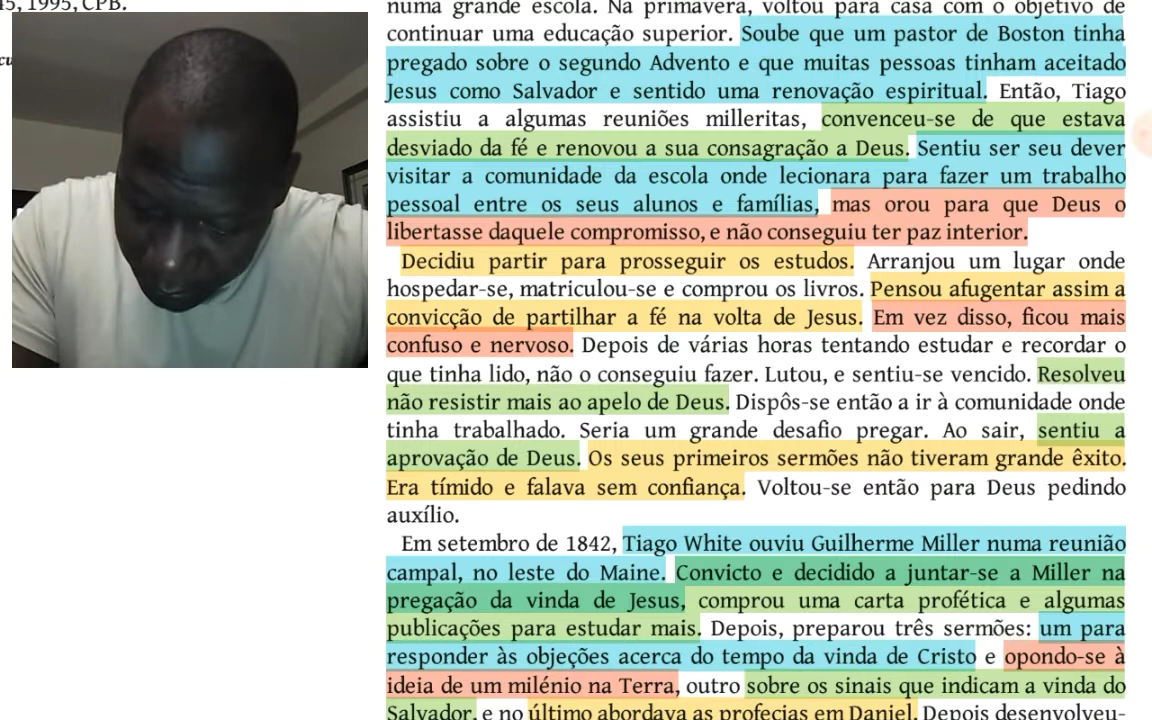 45, 1995, CPB.
numa grande escola. Na primavera, voltou para casa com o objetivo de
continuar uma educação superior. Soube que um pastor de Boston tinha
pregado sobre o segundo Advento e que muitas pessoas tinham aceitado
Jesus como Salvador e sentido uma renovação espiritual. Então, Tiago
assistiu a algumas reuniões milleritas, convenceu-se de que estava
desviado da fé e renovou a sua consagração a Deus. Sentiu ser seu dever
visitar a comunidade da escola onde lecionara para fazer um trabalho
pessoal entre os seus alunos e famílias, mas orou para que Deus o
libertasse daquele compromisso, e não conseguiu ter paz interior.
Decidiu partir para prosseguir os estudos. Arranjou um lugar onde
hospedar-se, matriculou-se e comprou os livros. Pensou afugentar assim a
convicção de partilhar a fé na volta de Jesus. Em vez disso, ficou mais
confuso e nervoso. Depois de várias horas tentando estudar e recordar o
que tinha lido, não o conseguiu fazer. Lutou, e sentiu-se vencido. Resolveu
não resistir mais ao apelo de Deus. Dispôs-se então a ir à comunidade onde
tinha trabalhado. Seria um grande desafio pregar. Ao sair, sentiu a
aprovação de Deus. Os seus primeiros sermões não tiveram grande êxito.
Era tímido e falava sem confiança. Voltou-se então para Deus pedindo
auxílio.
Em setembro de 1842, Tiago White ouviu Guilherme Miller numa reunião
campal, no leste do Maine. Convicto e decidido a juntar-se a Miller na
pregação da vinda de Jesus, comprou uma carta profética e algumas
publicações para estudar mais. Depois, preparou três sermões: um para
responder às objeções acerca do tempo da vinda de Cristo e opondo-se à
ideia de um milénio na Terra, outro sobre os sinais que indicam a vinda do
Salvador, e no último abordava as profecias em Daniel. Depois desenvolveu-